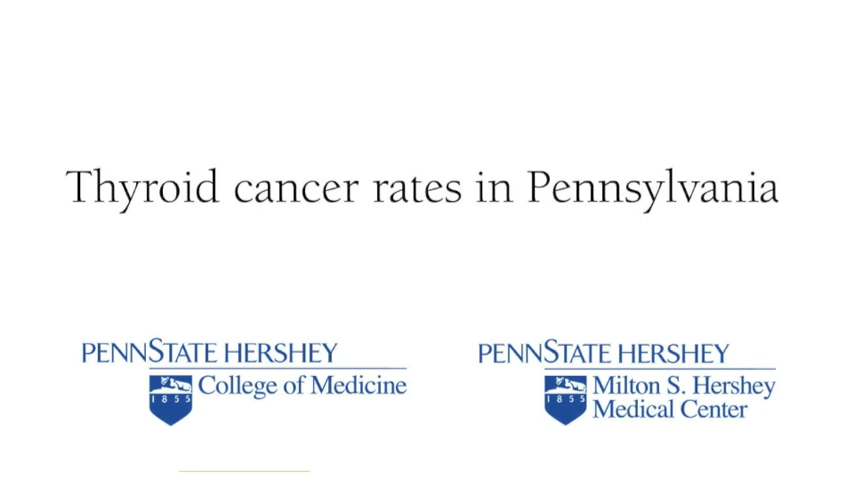 Thyroid cancer rates in Pennsylvania
PENNSTATE HERSHEY
1855
College of Medicine
PENNSTATE HERSHEY
1855
Milton S. Hershey
Medical Center